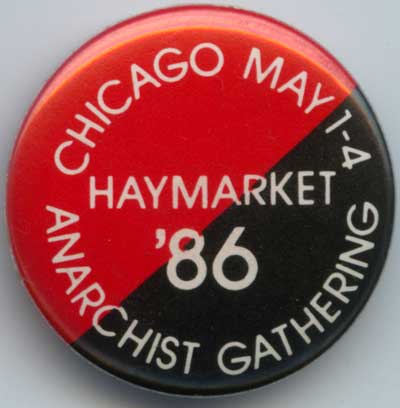 CHICAGO MAY 1-4
HAYMARKET
'86
ANARCHIST GATHERING